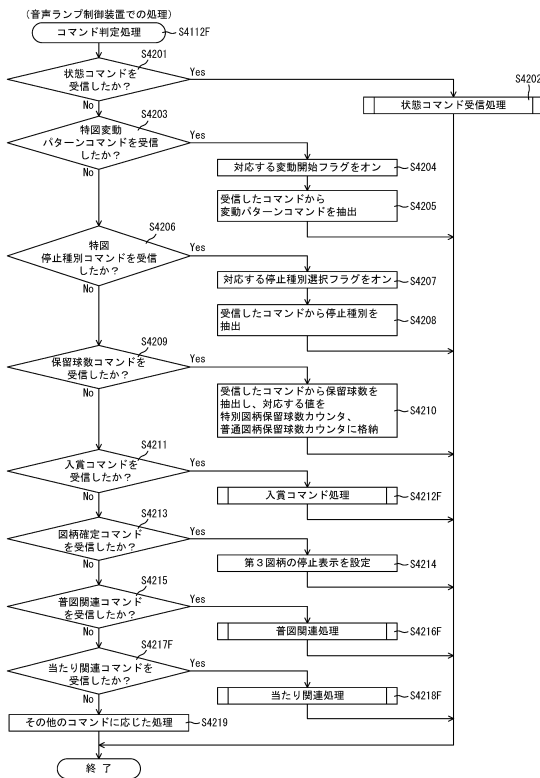 (音声ランプ制御装置での処理)
コマンド判定処理
S4112F
S4201
状態コマンドを
受信したか？
Yes
No
S4202
状態コマンド受信処理
S4203
特図変動
パターンコマンドを受信
したか？
Yes
No
対応する変動開始フラグをオン
S4204
受信したコマンドから
変動パターンコマンドを抽出
S4205
S4206
特図
停止種別コマンドを受信
したか？
Yes
No
対応する停止種別選択フラグをオン
S4207
受信したコマンドから停止種別を
抽出
S4208
S4209
保留球数コマンドを
受信したか？
Yes
No
受信したコマンドから保留球数を
抽出し、対応する値を
特別図柄保留球数カウンタ、
普通図柄保留球数カウンタに格納
S4210
S4211
入賞コマンドを
受信したか？
Yes
No
入賞コマンド処理
S4212F
S4213
図柄確定コマンド
を受信したか？
Yes
No
第３図柄の停止表示を設定
S4214
S4215
普図関連コマンド
を受信したか？
Yes
No
普図関連処理
S4216F
S4217F
当たり関連コマンドを
受信したか？
Yes
No
当たり関連処理
S4218F
その他のコマンドに応じた処理
S4219
終了